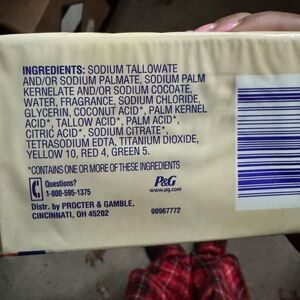 INGREDIENTS: SODIUM TALLOWATE
AND/OR SODIUM PALMATE, SODIUM PALM
KERNELATE AND/OR SODIUM COCOATE,
WATER, FRAGRANCE, SODIUM CHLORIDE,
GLYCERIN, COCONUT ACID*, PALM KERNEL
ACID*, TALLOW ACID*, PALM ACID*,
CITRIC ACID*, SODIUM CITRATE*,
TETRASODIUM EDTA, TITANIUM DIOXIDE,
YELLOW 10, RED 4, GREEN 5.
*CONTAINS ONE OR MORE OF THESE INGREDIENTS
Questions?
1-800-595-1375
P&G
www.pg.com
Distr. by PROCTER & GAMBLE,
CINCINNATI, OH 45202
90967772